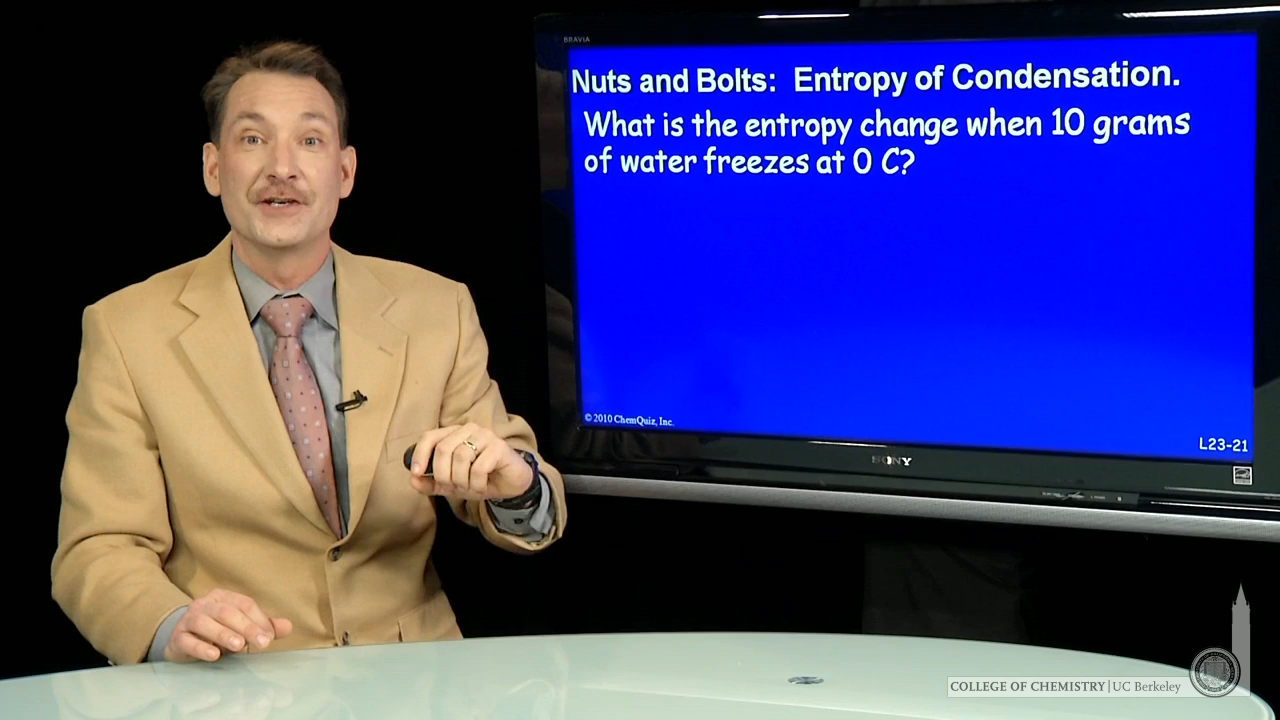 BRAVIA
Nuts and Bolts: Entropy of Condensation.
What is the entropy change when 10 grams
of water freezes at 0 C?
© 2010 ChemQuiz, Inc.
L23-21
SONY
COLLEGE OF CHEMISTRY | UC Berkeley